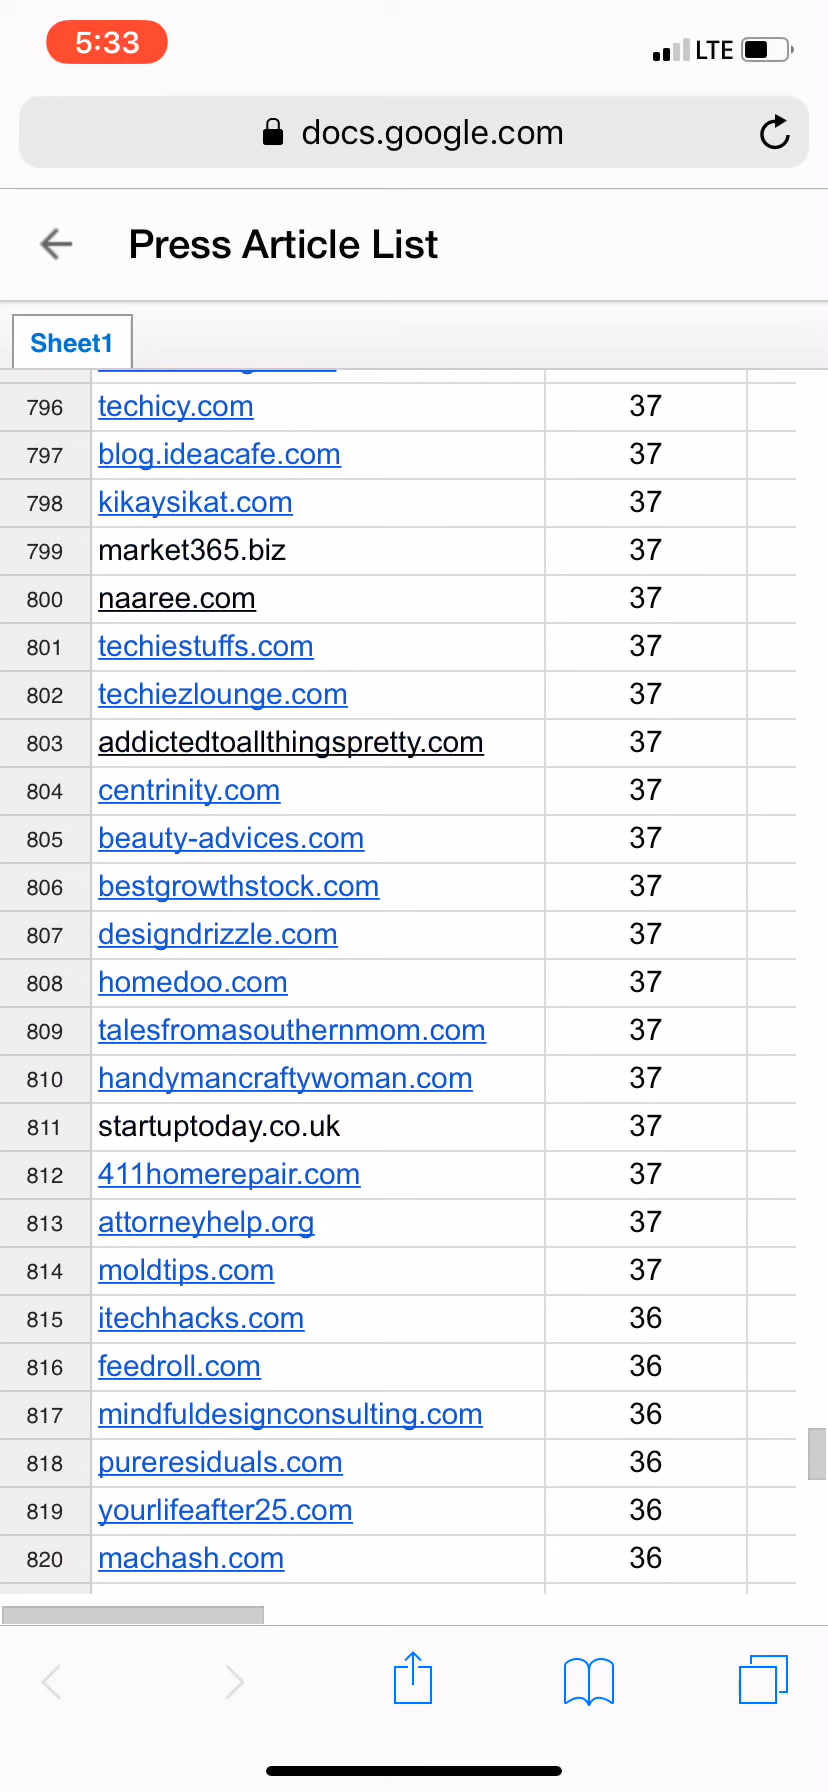 5:33 LTE
docs.google.com
Press Article List
Sheet1
796 techicy.com 37
797 blog.ideacafe.com 37
798 kikaysikat.com 37
799 market365.biz 37
800 naaree.com 37
801 techiestuffs.com 37
802 techiezlounge.com 37
803 addictedtoallthingspretty.com 37
804 centrinity.com 37
805 beauty-advices.com 37
806 bestgrowthstock.com 37
807 designdrizzle.com 37
808 homedoo.com 37
809 talesfromasouthernmom.com 37
810 handymancraftywoman.com 37
811 startuptoday.co.uk 37
812 411homerepair.com 37
813 attorneyhelp.org 37
814 moldtips.com 37
815 itechhacks.com 36
816 feedroll.com 36
817 mindfuldesignconsulting.com 36
818 pureresiduals.com 36
819 yourlifeafter25.com 36
820 machash.com 36